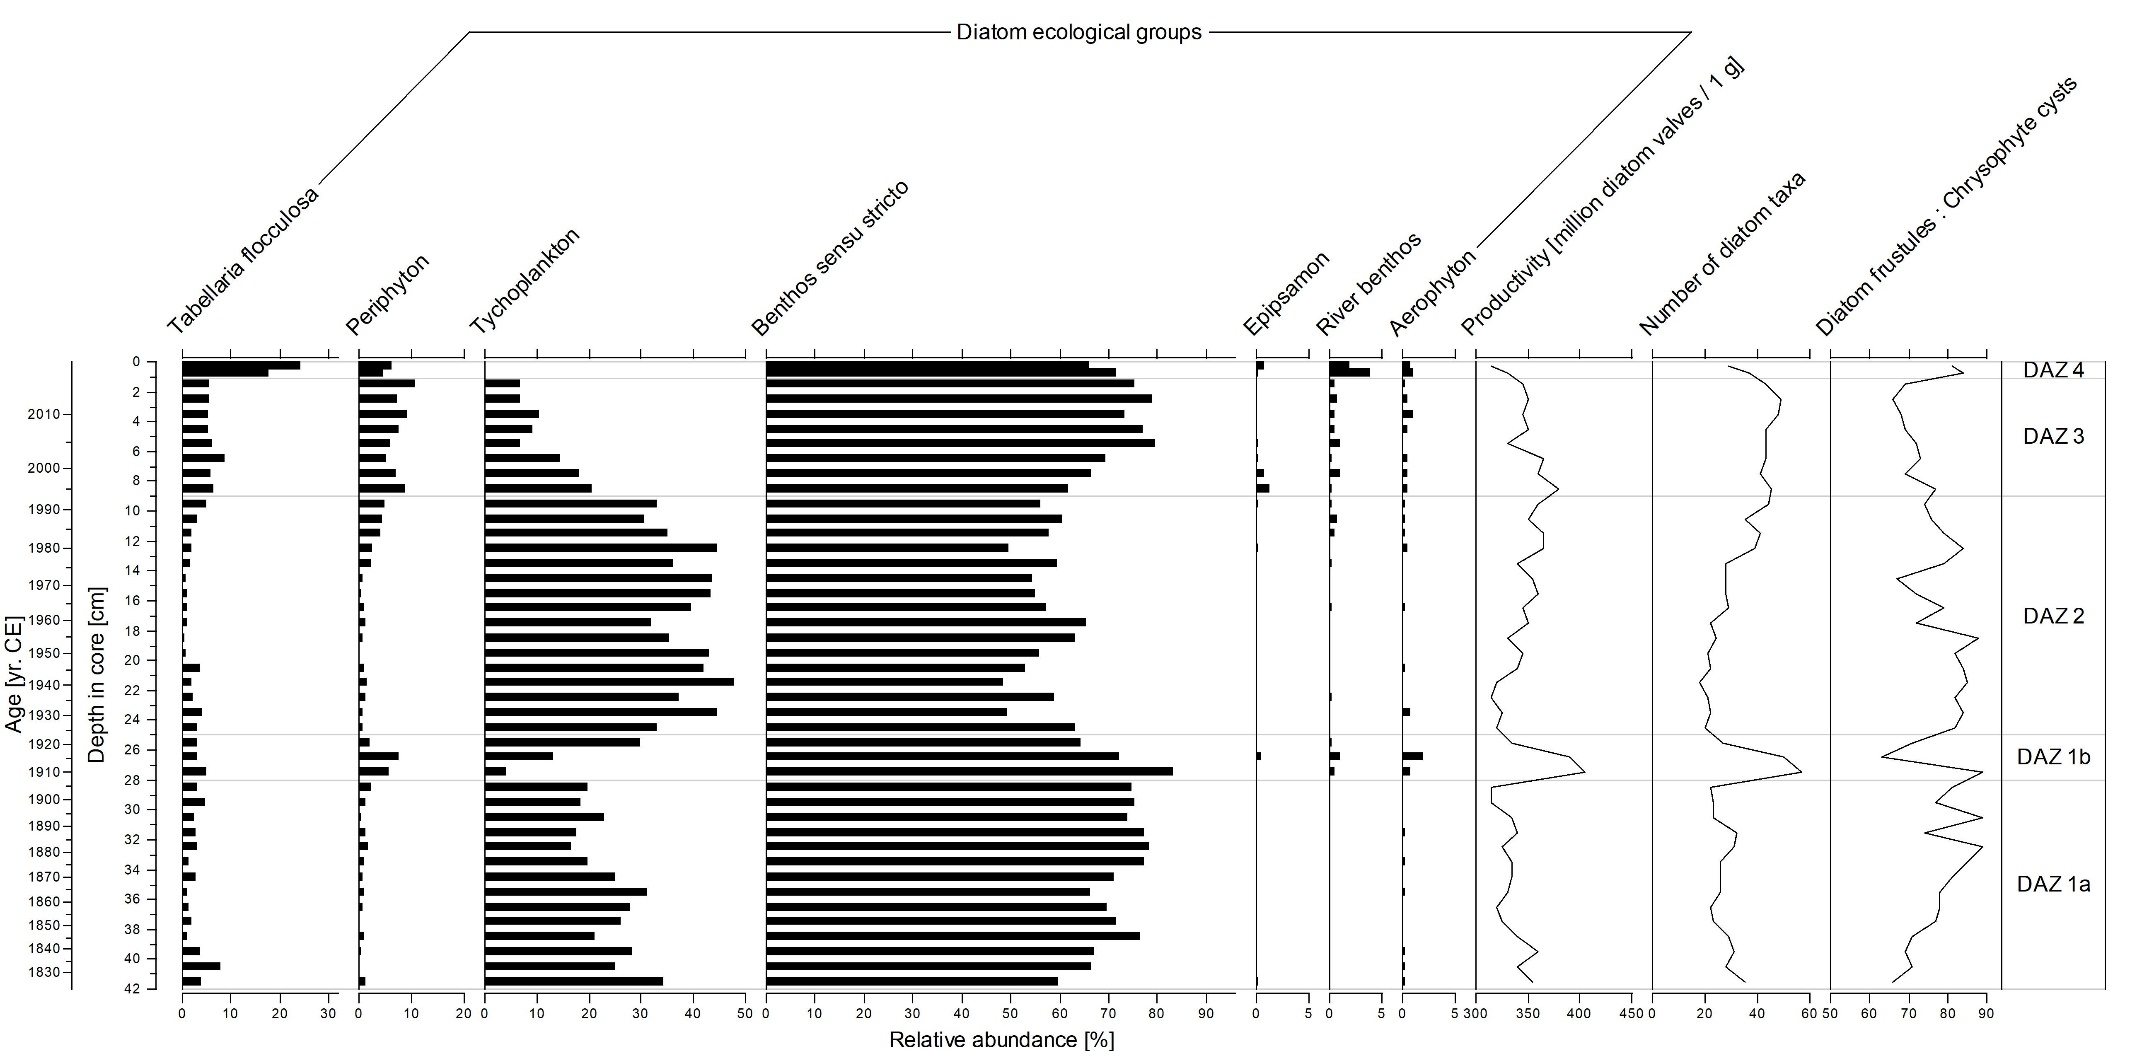 Diatom ecological groups
Tabellaria flocculosa
Periphyton
Tychoplankton
Benthos sensu stricto
Epipsamon
River benthos
Aerophyton
Productivity [million diatom valves / 1 g]
Number of diatom taxa
Diatom frustules : Chrysophyte cysts
Age [yr. CE]
2010
2000
1990
1980
1970
1960
1950
1940
1930
1920
1910
1900
1890
1880
1870
1860
1850
1840
1830
Depth in core [cm]
0
2
4
6
8
10
12
14
16
18
20
22
24
26
28
30
32
34
36
38
40
42
DAZ 4
DAZ 3
DAZ 2
DAZ 1b
DAZ 1a
0 10 20 30 0 10 20 0 10 20 30 40 50 0 10 20 30 40 50 60 70 80 90 0 5 0 5 0 5 300 350 400 450 0 20 40 60 50 60 70 80 90
Relative abundance [%]